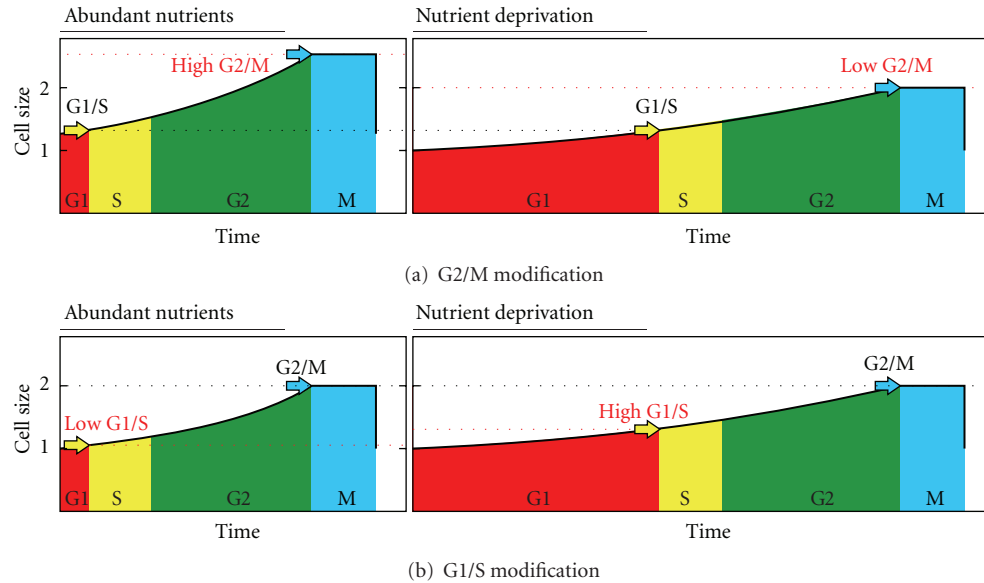 Abundant nutrients
Nutrient deprivation
High G2/M
Low G2/M
G1/S
G1/S
Cell size
2
1
G1
S
G2
M
G1
S
G2
M
Time
Time
(a) G2/M modification
Abundant nutrients
Nutrient deprivation
G2/M
G2/M
Low G1/S
High G1/S
Cell size
2
1
G1
S
G2
M
G1
S
G2
M
Time
Time
(b) G1/S modification